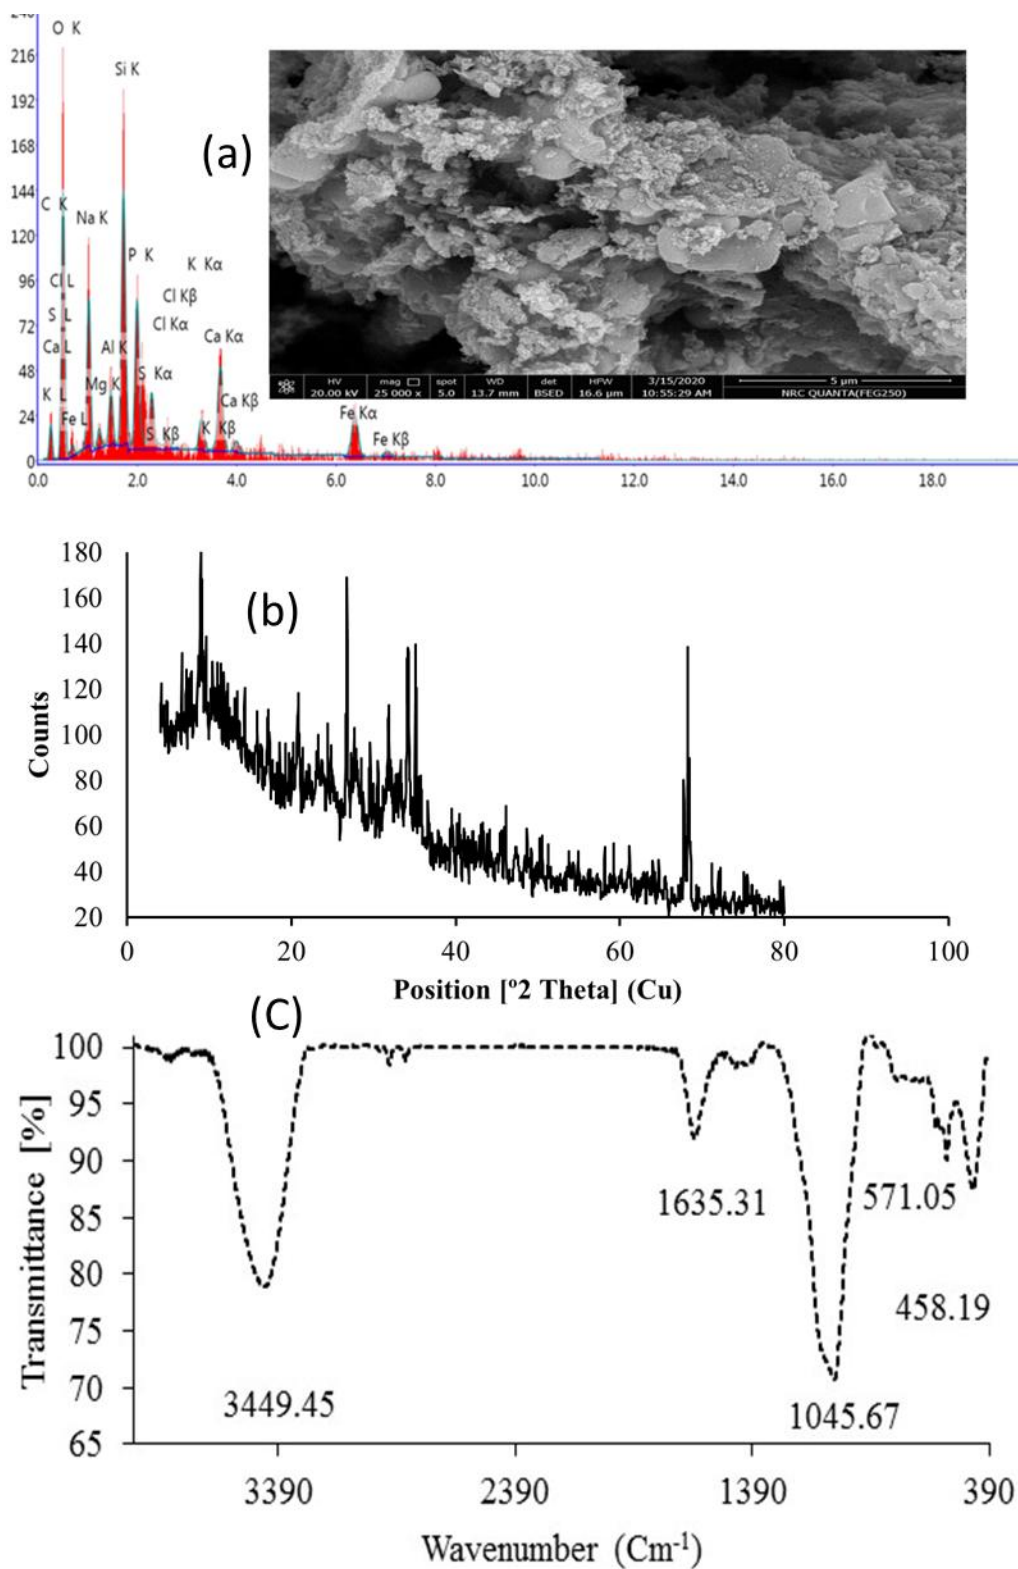 240
O K
216
Si K
192
(a)
168
144
C K
Na K
120
P K
K Kα
96
Cl L
Cl Kβ
S L
Cl Kα
72
Ca L
Al K
Ca Kα
48
Mg K
S Kα
K L
Ca Kβ
24
Fe L
S Kβ
K Kβ
Fe Kα
Fe Kβ
0
0.0 2.0 4.0 6.0 8.0 10.0 12.0 14.0 16.0 18.0
HV mag spot WD det HFW 3/15/2020 5 µm
20.00 kV 25 000 x 5.0 13.7 mm BSED 16.6 µm 10:55:29 AM NRC QUANTA(FEG250)
180
160
(b)
140
120
100
80
60
40
20
Counts
0 20 40 60 80 100
Position [º2 Theta] (Cu)
(C)
100
95
90
85
80
75
70
65
Transmittance [%]
1635.31
571.05
458.19
3449.45
1045.67
3390 2390 1390 390
Wavenumber (Cm-1)